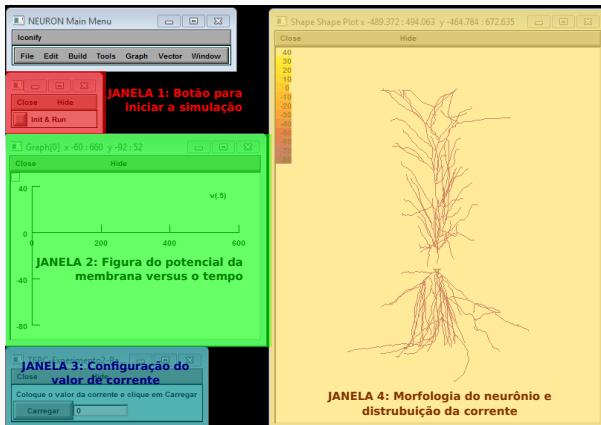 NEURON Main Menu
Iconify
File Edit Build Tools Graph Vector Window
Close Hide
Init & Run
JANELA 1: Botão para
iniciar a simulação
Graph[0] x -60 : 660 y -92 : 52
Close Hide
40
v(.5)
0
0 200 400 600
-40
-80
JANELA 2: Figura do potencial da
membrana versus o tempo
JANELA 3: Configuração do
valor de corrente
Close Hide
Coloque o valor da corrente e clique em Carregar
Carregar 0
Shape Shape Plot x -489.372 : 494.063 y -464.784 : 672.635
Close Hide
40
30
20
10
0
-10
-20
-30
-40
-50
-60
-70
JANELA 4: Morfologia do neurônio e
distrubuição da corrente